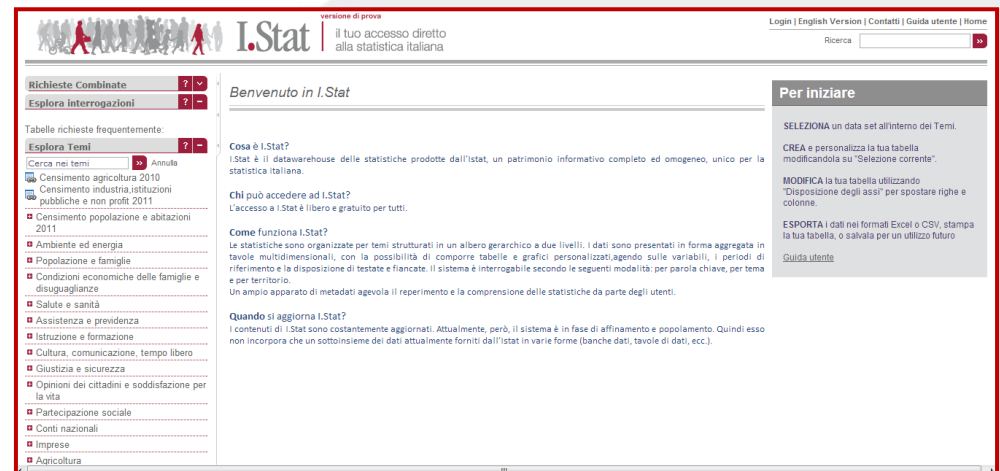 versione di prova
I.Stat
il tuo accesso diretto
alla statistica italiana
Login | English Version | Contatti | Guida utente | Home
Ricerca
Richieste Combinate
Esplora interrogazioni
Tabelle richieste frequentemente:
Esplora Temi
Cerca nei temi
Annulla
Censimento agricoltura 2010
Censimento industria,istituzioni
pubbliche e non profit 2011
Censimento popolazione e abitazioni
2011
Ambiente ed energia
Popolazione e famiglie
Condizioni economiche delle famiglie e
disuguaglianze
Salute e sanità
Assistenza e previdenza
Istruzione e formazione
Cultura, comunicazione, tempo libero
Giustizia e sicurezza
Opinioni dei cittadini e soddisfazione per
la vita
Partecipazione sociale
Conti nazionali
Imprese
Agricoltura
Benvenuto in I.Stat
Cosa è I.Stat?
I.Stat è il datawarehouse delle statistiche prodotte dall'Istat, un patrimonio informativo completo ed omogeneo, unico per la
statistica italiana.
Chi può accedere ad I.Stat?
L'accesso a I.Stat è libero e gratuito per tutti.
Come funziona I.Stat?
Le statistiche sono organizzate per temi strutturati in un albero gerarchico a due livelli. I dati sono presentati in forma aggregata in
tavole multidimensionali, con la possibilità di comporre tabelle e grafici personalizzati,agendo sulle variabili, i periodi di
riferimento e la disposizione di testate e fiancate. Il sistema è interrogabile secondo le seguenti modalità: per parola chiave, per tema
e per territorio.
Un ampio apparato di metadati agevola il reperimento e la comprensione delle statistiche da parte degli utenti.
Quando si aggiorna I.Stat?
I contenuti di I.Stat sono costantemente aggiornati. Attualmente, però, il sistema è in fase di affinamento e popolamento. Quindi esso
non incorpora che un sottoinsieme dei dati attualmente forniti dall'Istat in varie forme (banche dati, tavole di dati, ecc.).
Per iniziare
SELEZIONA un data set all'interno dei Temi.
CREA e personalizza la tua tabella
modificandola su "Selezione corrente".
MODIFICA la tua tabella utilizzando
"Disposizione degli assi" per spostare righe e
colonne.
ESPORTA i dati nei formati Excel o CSV, stampa
la tua tabella, o salvala per un utilizzo futuro
Guida utente